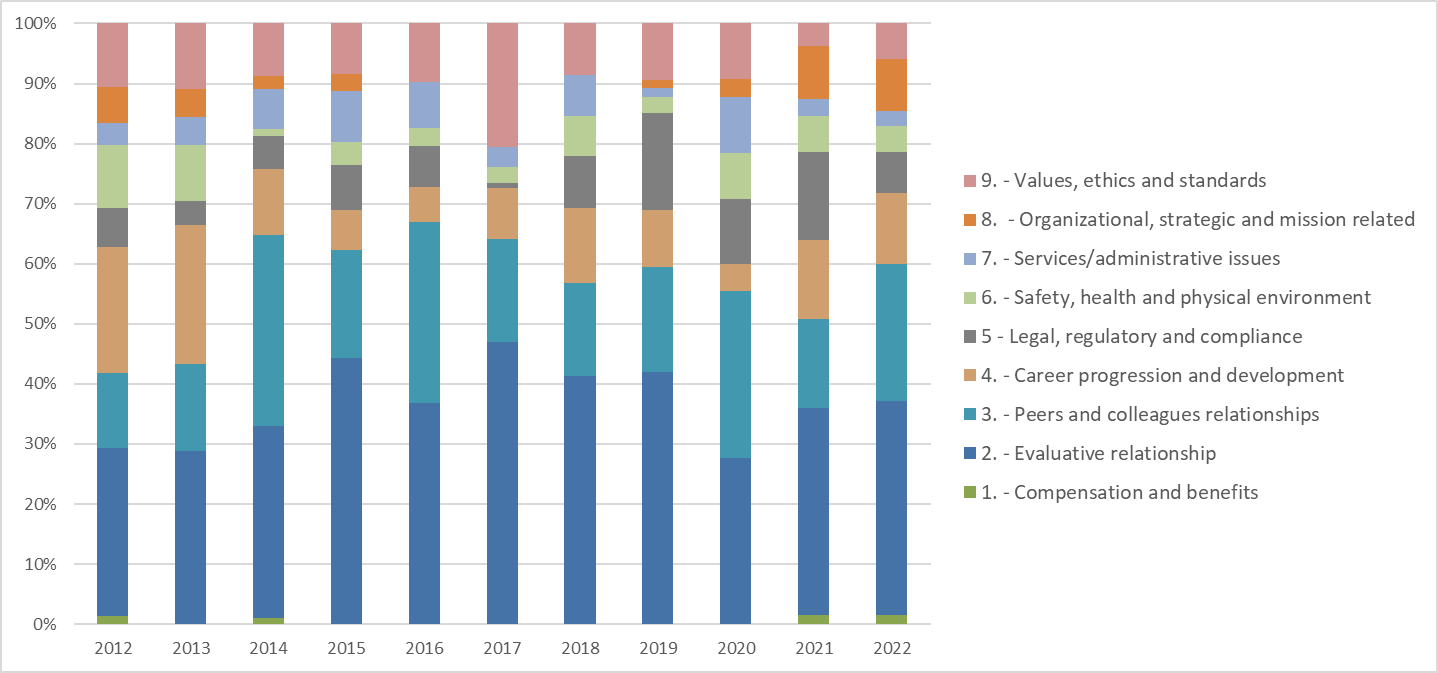 100%
90%
80%
70%
60%
50%
40%
30%
20%
10%
0%
2012 2013 2014 2015 2016 2017 2018 2019 2020 2021 2022
9. - Values, ethics and standards
8.  - Organizational, strategic and mission related
7. - Services/administrative issues
6. - Safety, health and physical environment
5 - Legal, regulatory and compliance
4. - Career progression and development
3. - Peers and colleagues relationships
2. - Evaluative relationship
1. - Compensation and benefits